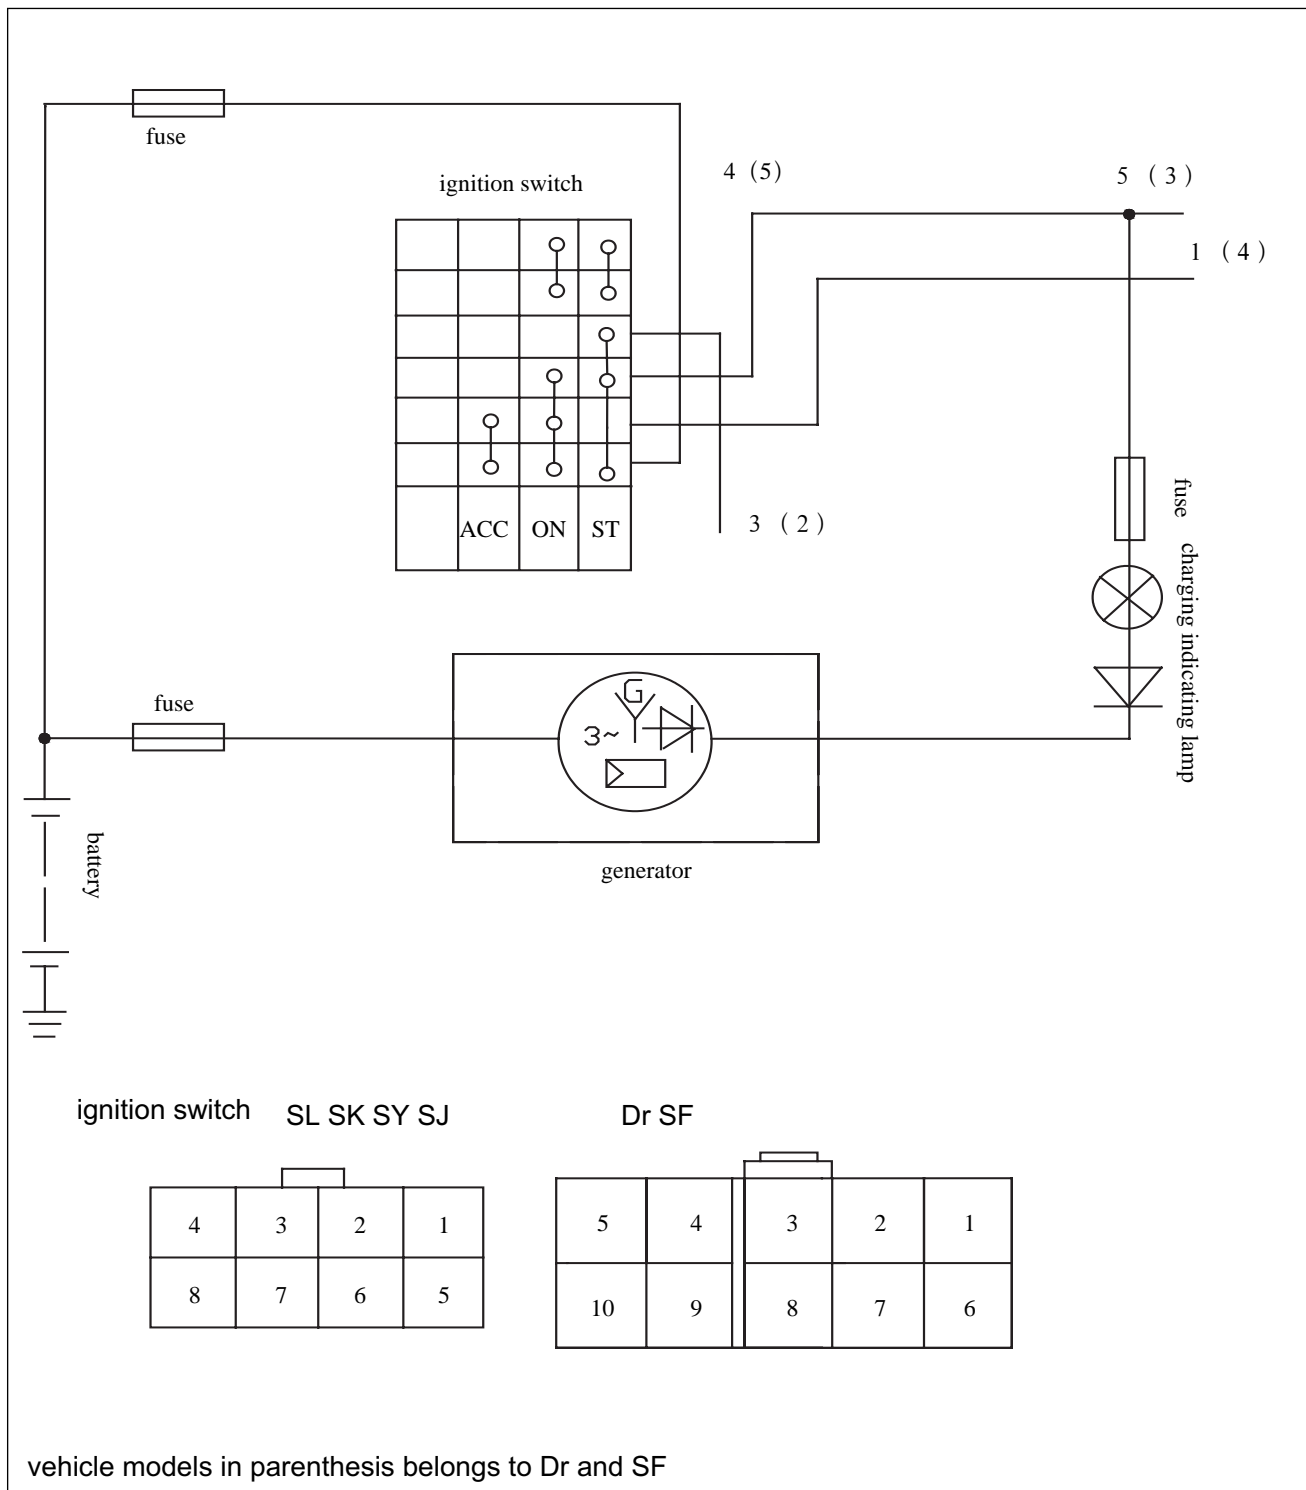 fuse
ignition switch
4 (5)
5 ( 3 )
1 ( 4 )
ACC ON ST
3 ( 2 )
fuse
charging indicating lamp
fuse
G
3~
battery
generator
ignition switch SL SK SY SJ
Dr SF
4 3 2 1
8 7 6 5
5 4 3 2 1
10 9 8 7 6
vehicle models in parenthesis belongs to Dr and SF